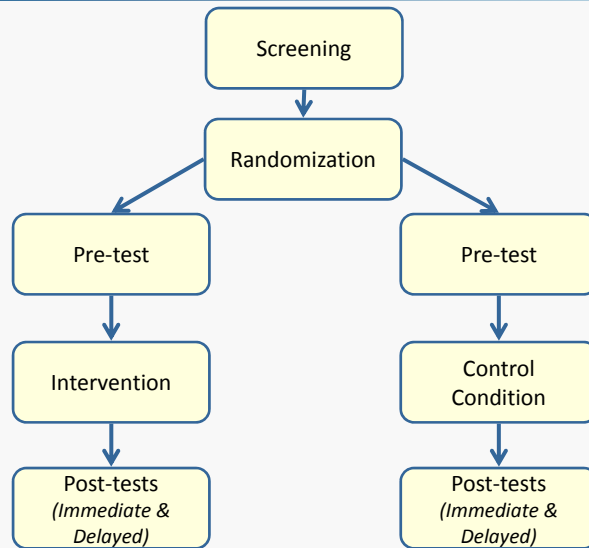 Screening
Randomization
Pre-test
Pre-test
Intervention
Control
Condition
Post-tests
(Immediate &
Delayed)
Post-tests
(Immediate &
Delayed)